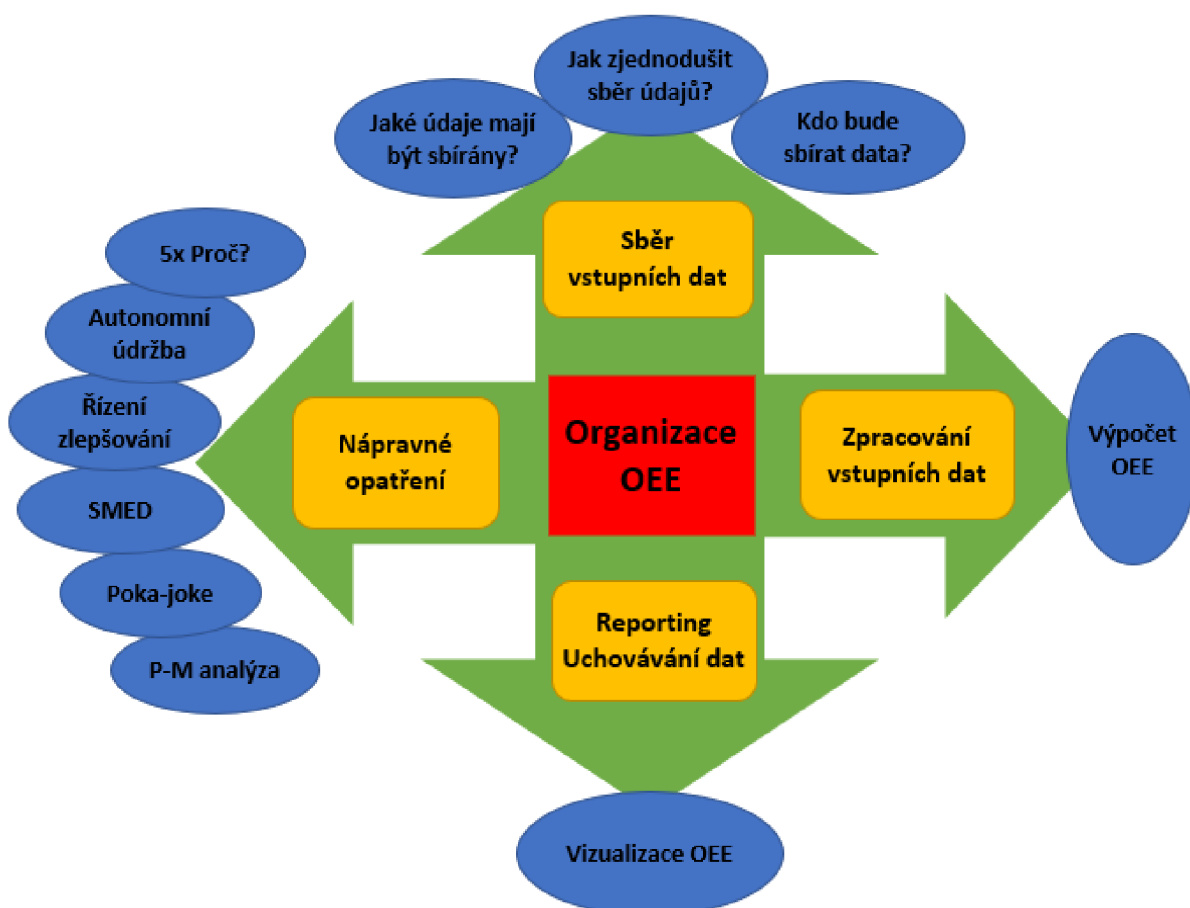 Jak zjednodušit
sběr údajů?
Jaké údaje mají
být sbírány?
Kdo bude
sbírat data?
Sběr
vstupních dat
5x Proč?
Autonomní
údržba
Řízení
zlepšování
SMED
Poka-joke
P-M analýza
Nápravné
opatření
Organizace
OEE
Zpracování
vstupních dat
Výpočet
OEE
Reporting
Uchovávání dat
Vizualizace OEE